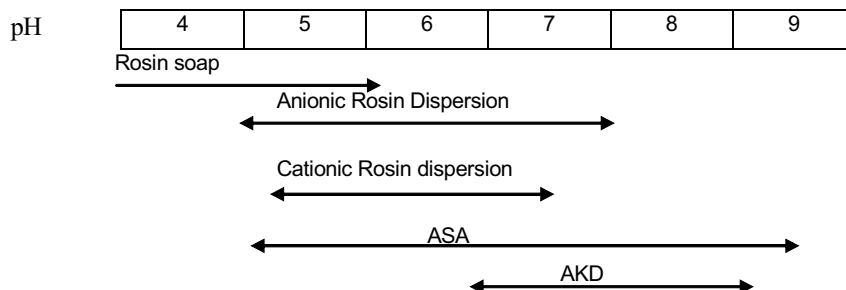 pH 4 5 6 7 8 9
Rosin soap
Anionic Rosin Dispersion
Cationic Rosin dispersion
ASA
AKD